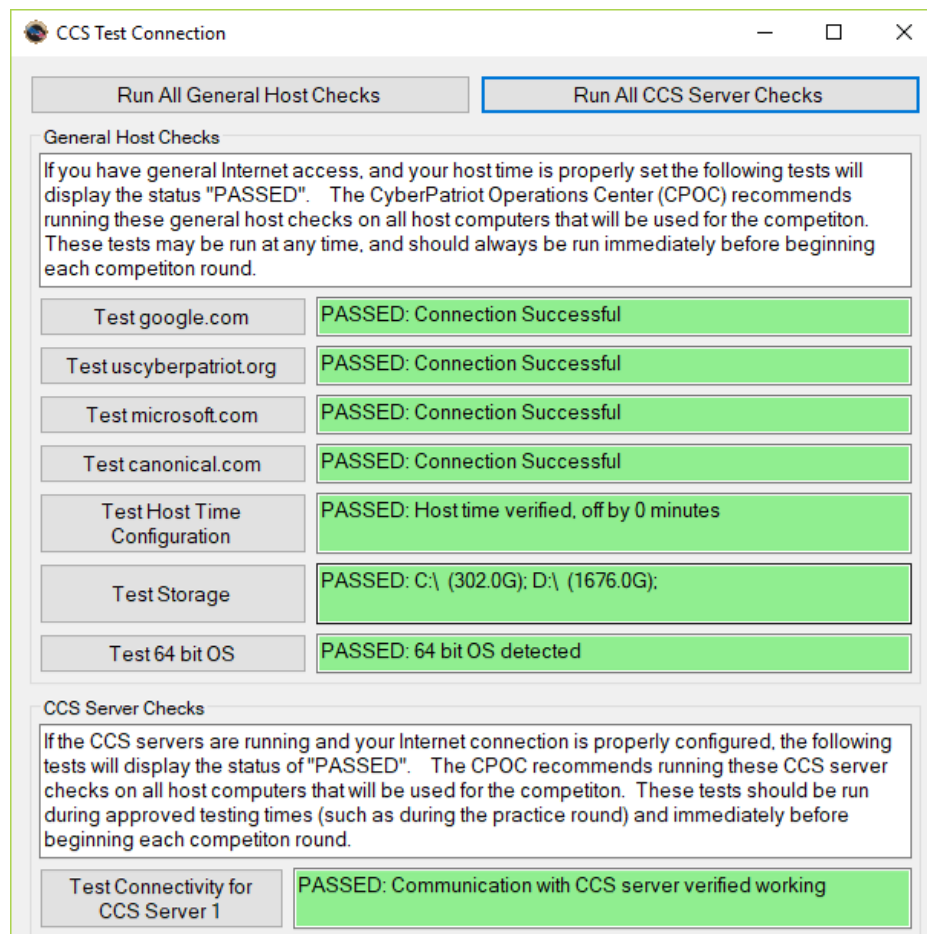 CCS Test Connection
Run All General Host Checks
Run All CCS Server Checks
General Host Checks
If you have general Internet access, and your host time is properly set the following tests will
display the status "PASSED". The CyberPatriot Operations Center (CPOC) recommends
running these general host checks on all host computers that will be used for the competiton.
These tests may be run at any time, and should always be run immediately before beginning
each competiton round.
Test google.com
PASSED: Connection Successful
Test uscyberpatriot.org
PASSED: Connection Successful
Test microsoft.com
PASSED: Connection Successful
Test canonical.com
PASSED: Connection Successful
Test Host Time
Configuration
PASSED: Host time verified, off by 0 minutes
Test Storage
PASSED: C:\ (302.0G); D:\ (1676.0G);
Test 64 bit OS
PASSED: 64 bit OS detected
CCS Server Checks
If the CCS servers are running and your Internet connection is properly configured, the following
tests will display the status of "PASSED". The CPOC recommends running these CCS server
checks on all host computers that will be used for the competiton. These tests should be run
during approved testing times (such as during the practice round) and immediately before
beginning each competiton round.
Test Connectivity for
CCS Server 1
PASSED: Communication with CCS server verified working